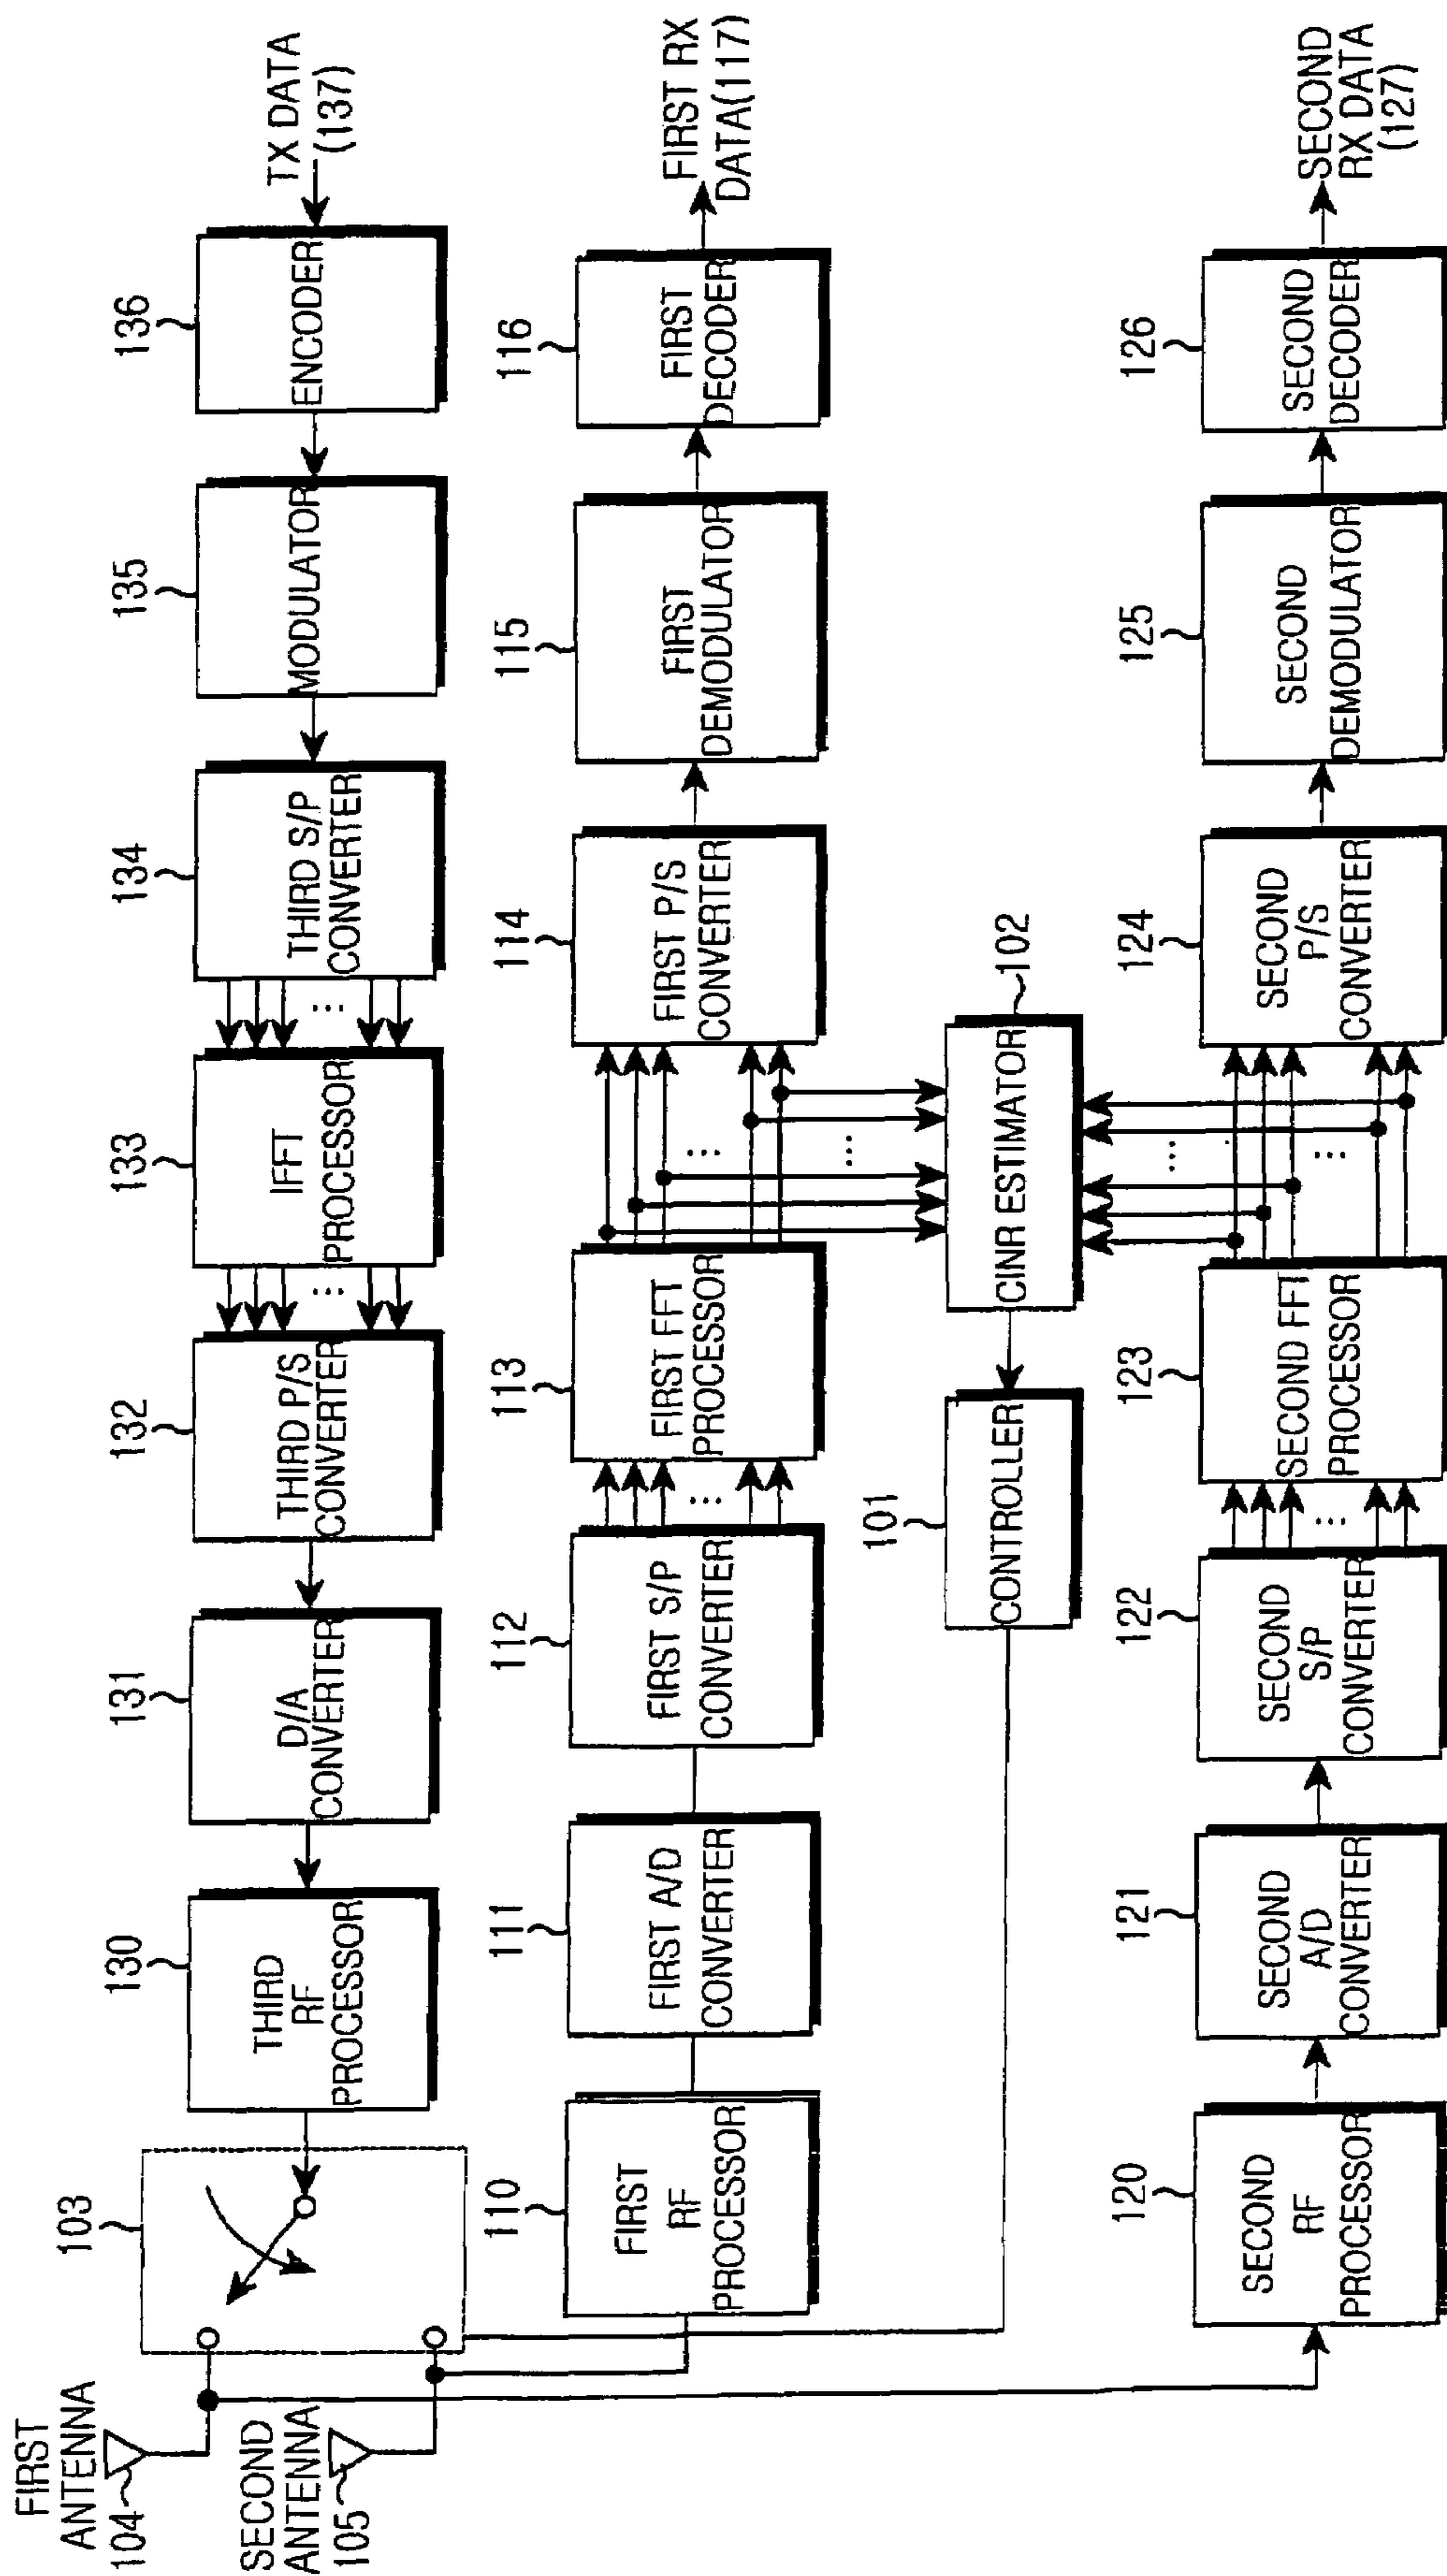 FIRST
ANTENNA
104
SECOND
ANTENNA
105
103
130
THIRD
RF
PROCESSOR
131
D/A
CONVERTER
132
THIRD P/S
CONVERTER
133
IFFT
PROCESSOR
134
THIRD S/P
CONVERTER
135
MODULATOR
136
ENCODER
TX DATA
(137)
110
FIRST
RF
PROCESSOR
111
FIRST A/D
CONVERTER
112
FIRST S/P
CONVERTER
113
FIRST FFT
PROCESSOR
114
FIRST P/S
CONVERTER
115
FIRST
DEMODULATOR
116
FIRST
DECODER
FIRST RX
DATA(117)
101
CONTROLLER
CINR ESTIMATOR
102
120
SECOND
RF
PROCESSOR
121
SECOND
A/D
CONVERTER
122
SECOND
S/P
CONVERTER
123
SECOND FFT
PROCESSOR
124
SECOND
P/S
CONVERTER
125
SECOND
DEMODULATOR
126
SECOND
DECODER
SECOND
RX DATA
(127)